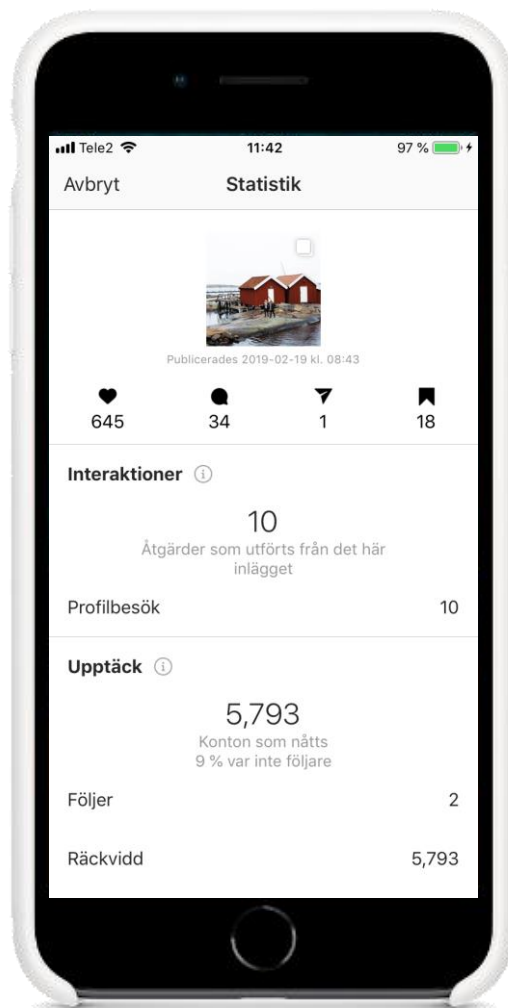 Tele2 11:42 97 %
Avbryt Statistik
Publicerades 2019-02-19 kl. 08:43
645 34 1 18
Interaktioner
10
Åtgärder som utförts från det här
inlägget
Profilbesök 10
Upptäck
5,793
Konton som nåtts
9 % var inte följare
Följer 2
Räckvidd 5,793